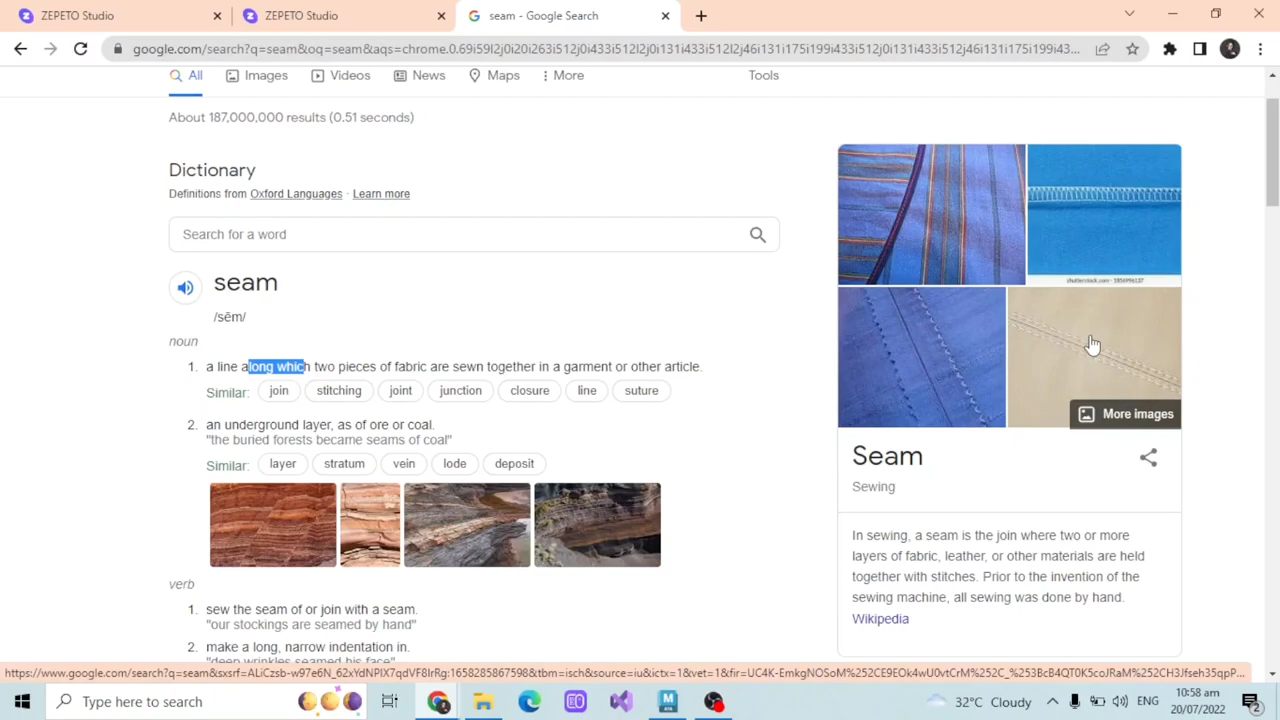 ZEPETO Studio
ZEPETO Studio
seam - Google Search
google.com/search?q=seam&oq=seam&aqs=chrome.0.69i59l2j0i20i263i512j0i433i512l2j0i131i433i512l2j46i131i175i199i433i512j0i131i433i512j46i131i175i199i43...
All
Images
Videos
News
Maps
More
Tools
About 187,000,000 results (0.51 seconds)
Dictionary
Definitions from Oxford Languages · Learn more
Search for a word
seam
/sēm/
noun
1. a line along which two pieces of fabric are sewn together in a garment or other article.
Similar: join stitching joint junction closure line suture
2. an underground layer, as of ore or coal.
"the buried forests became seams of coal"
Similar: layer stratum vein lode deposit
verb
1. sew the seam of or join with a seam.
"our stockings are seamed by hand"
2. make a long, narrow indentation in.
"deep wrinkles seamed his face"
More images
Seam
Sewing
In sewing, a seam is the join where two or more
layers of fabric, leather, or other materials are held
together with stitches. Prior to the invention of the
sewing machine, all sewing was done by hand.
Wikipedia
Type here to search
32°C Cloudy
ENG
10:58 am
20/07/2022
2